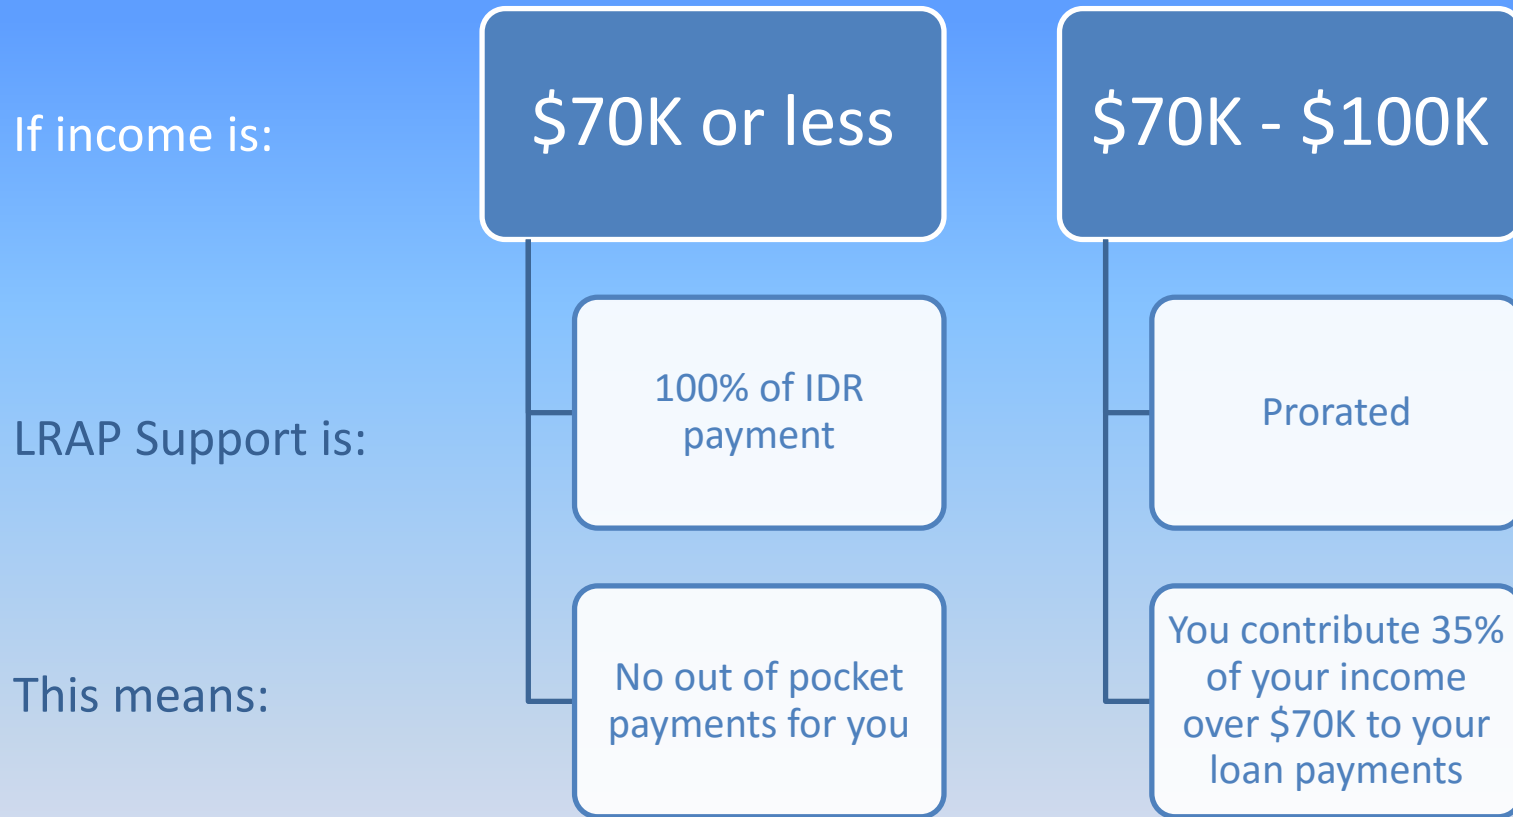 If income is:
$70K or less
$70K - $100K
LRAP Support is:
100% of IDR
payment
Prorated
This means:
No out of pocket
payments for you
You contribute 35%
of your income
over $70K to your
loan payments